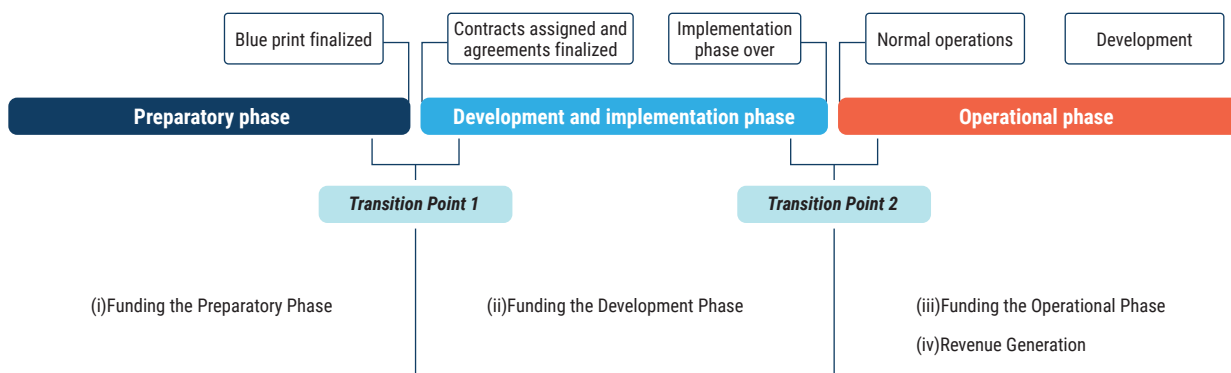 Blue print finalized
Contracts assigned and
agreements finalized
Implementation
phase over
Normal operations
Development
Preparatory phase
Development and implementation phase
Operational phase
Transition Point 1
Transition Point 2
(i)Funding the Preparatory Phase
(ii)Funding the Development Phase
(iii)Funding the Operational Phase
(iv)Revenue Generation